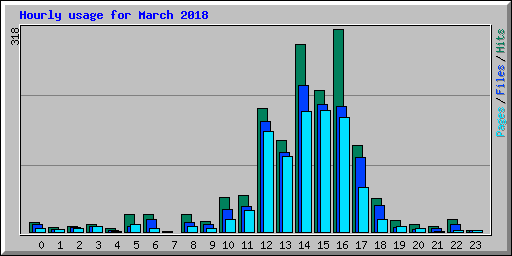 Hourly usage for March 2018
318
Pages/Files/Hits
0 1 2 3 4 5 6 7 8 9 10 11 12 13 14 15 16 17 18 19 20 21 22 23